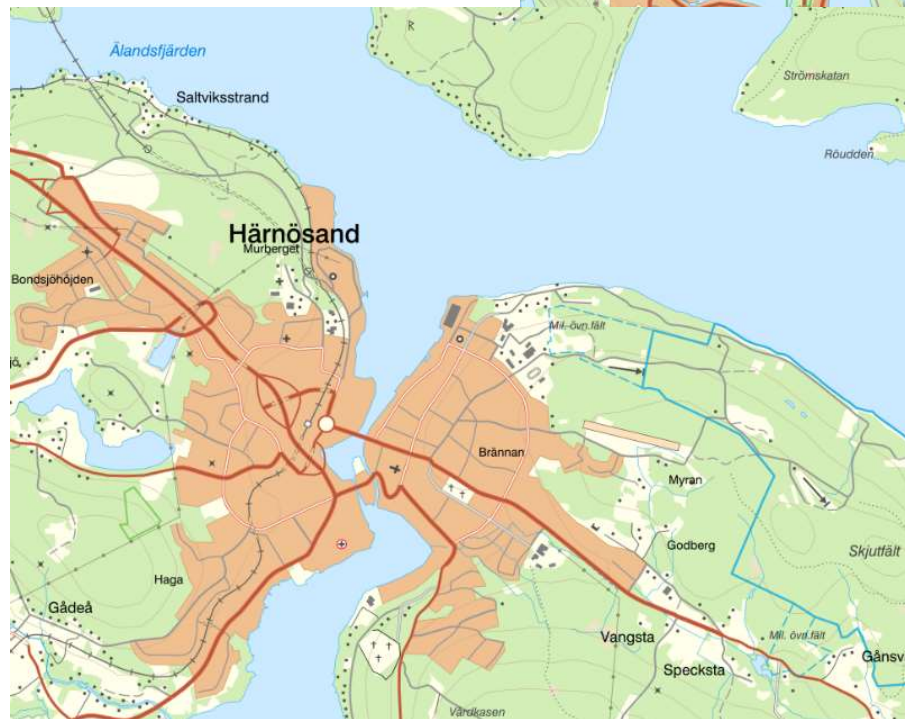 Älandsfjärden
Strömskatan
Saltviksstrand
Röudden
Härnösand
Murberget
Bondsjöhöjden
Mil. övn.fält
Brännan
Myran
Godberg
Skjutfält
Haga
Gådeå
Vangsta
Mil. övn.fält
Specksta
Gånsv
Vårdkasen